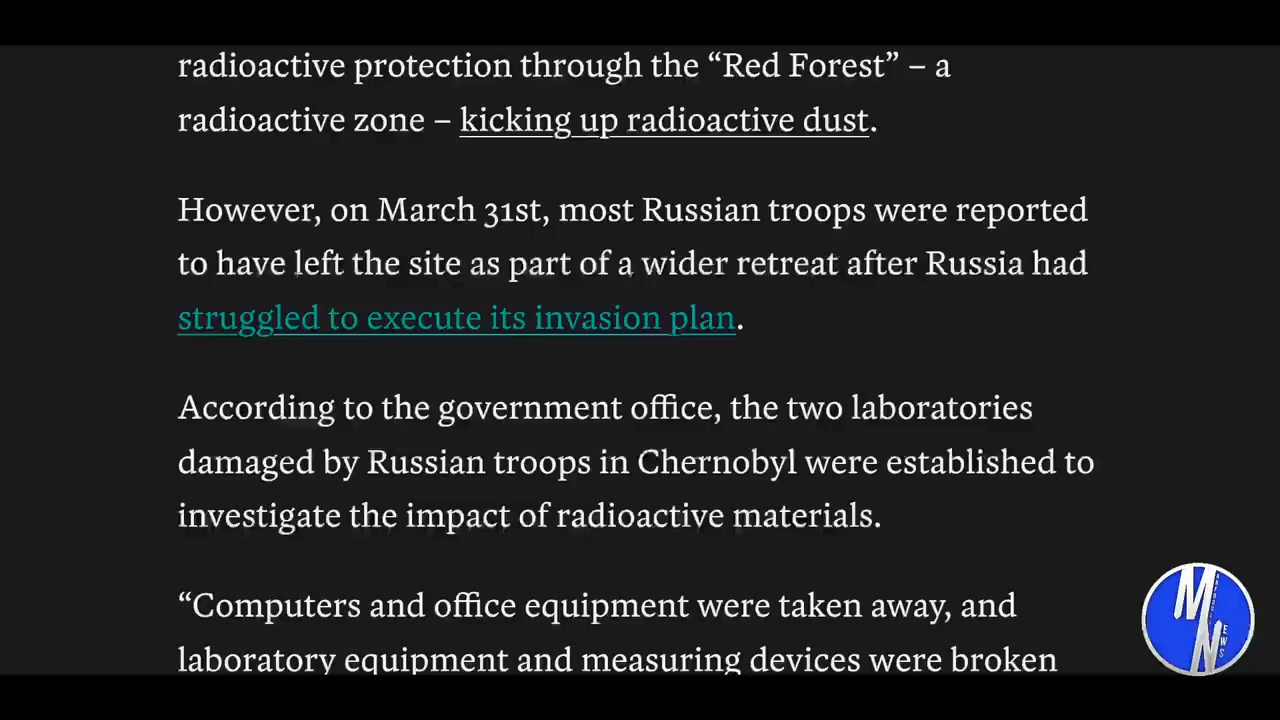 radioactive protection through the “Red Forest” – a
radioactive zone – kicking up radioactive dust.
However, on March 31st, most Russian troops were reported
to have left the site as part of a wider retreat after Russia had
struggled to execute its invasion plan.
According to the government office, the two laboratories
damaged by Russian troops in Chernobyl were established to
investigate the impact of radioactive materials.
“Computers and office equipment were taken away, and
laboratory equipment and measuring devices were broken
MN